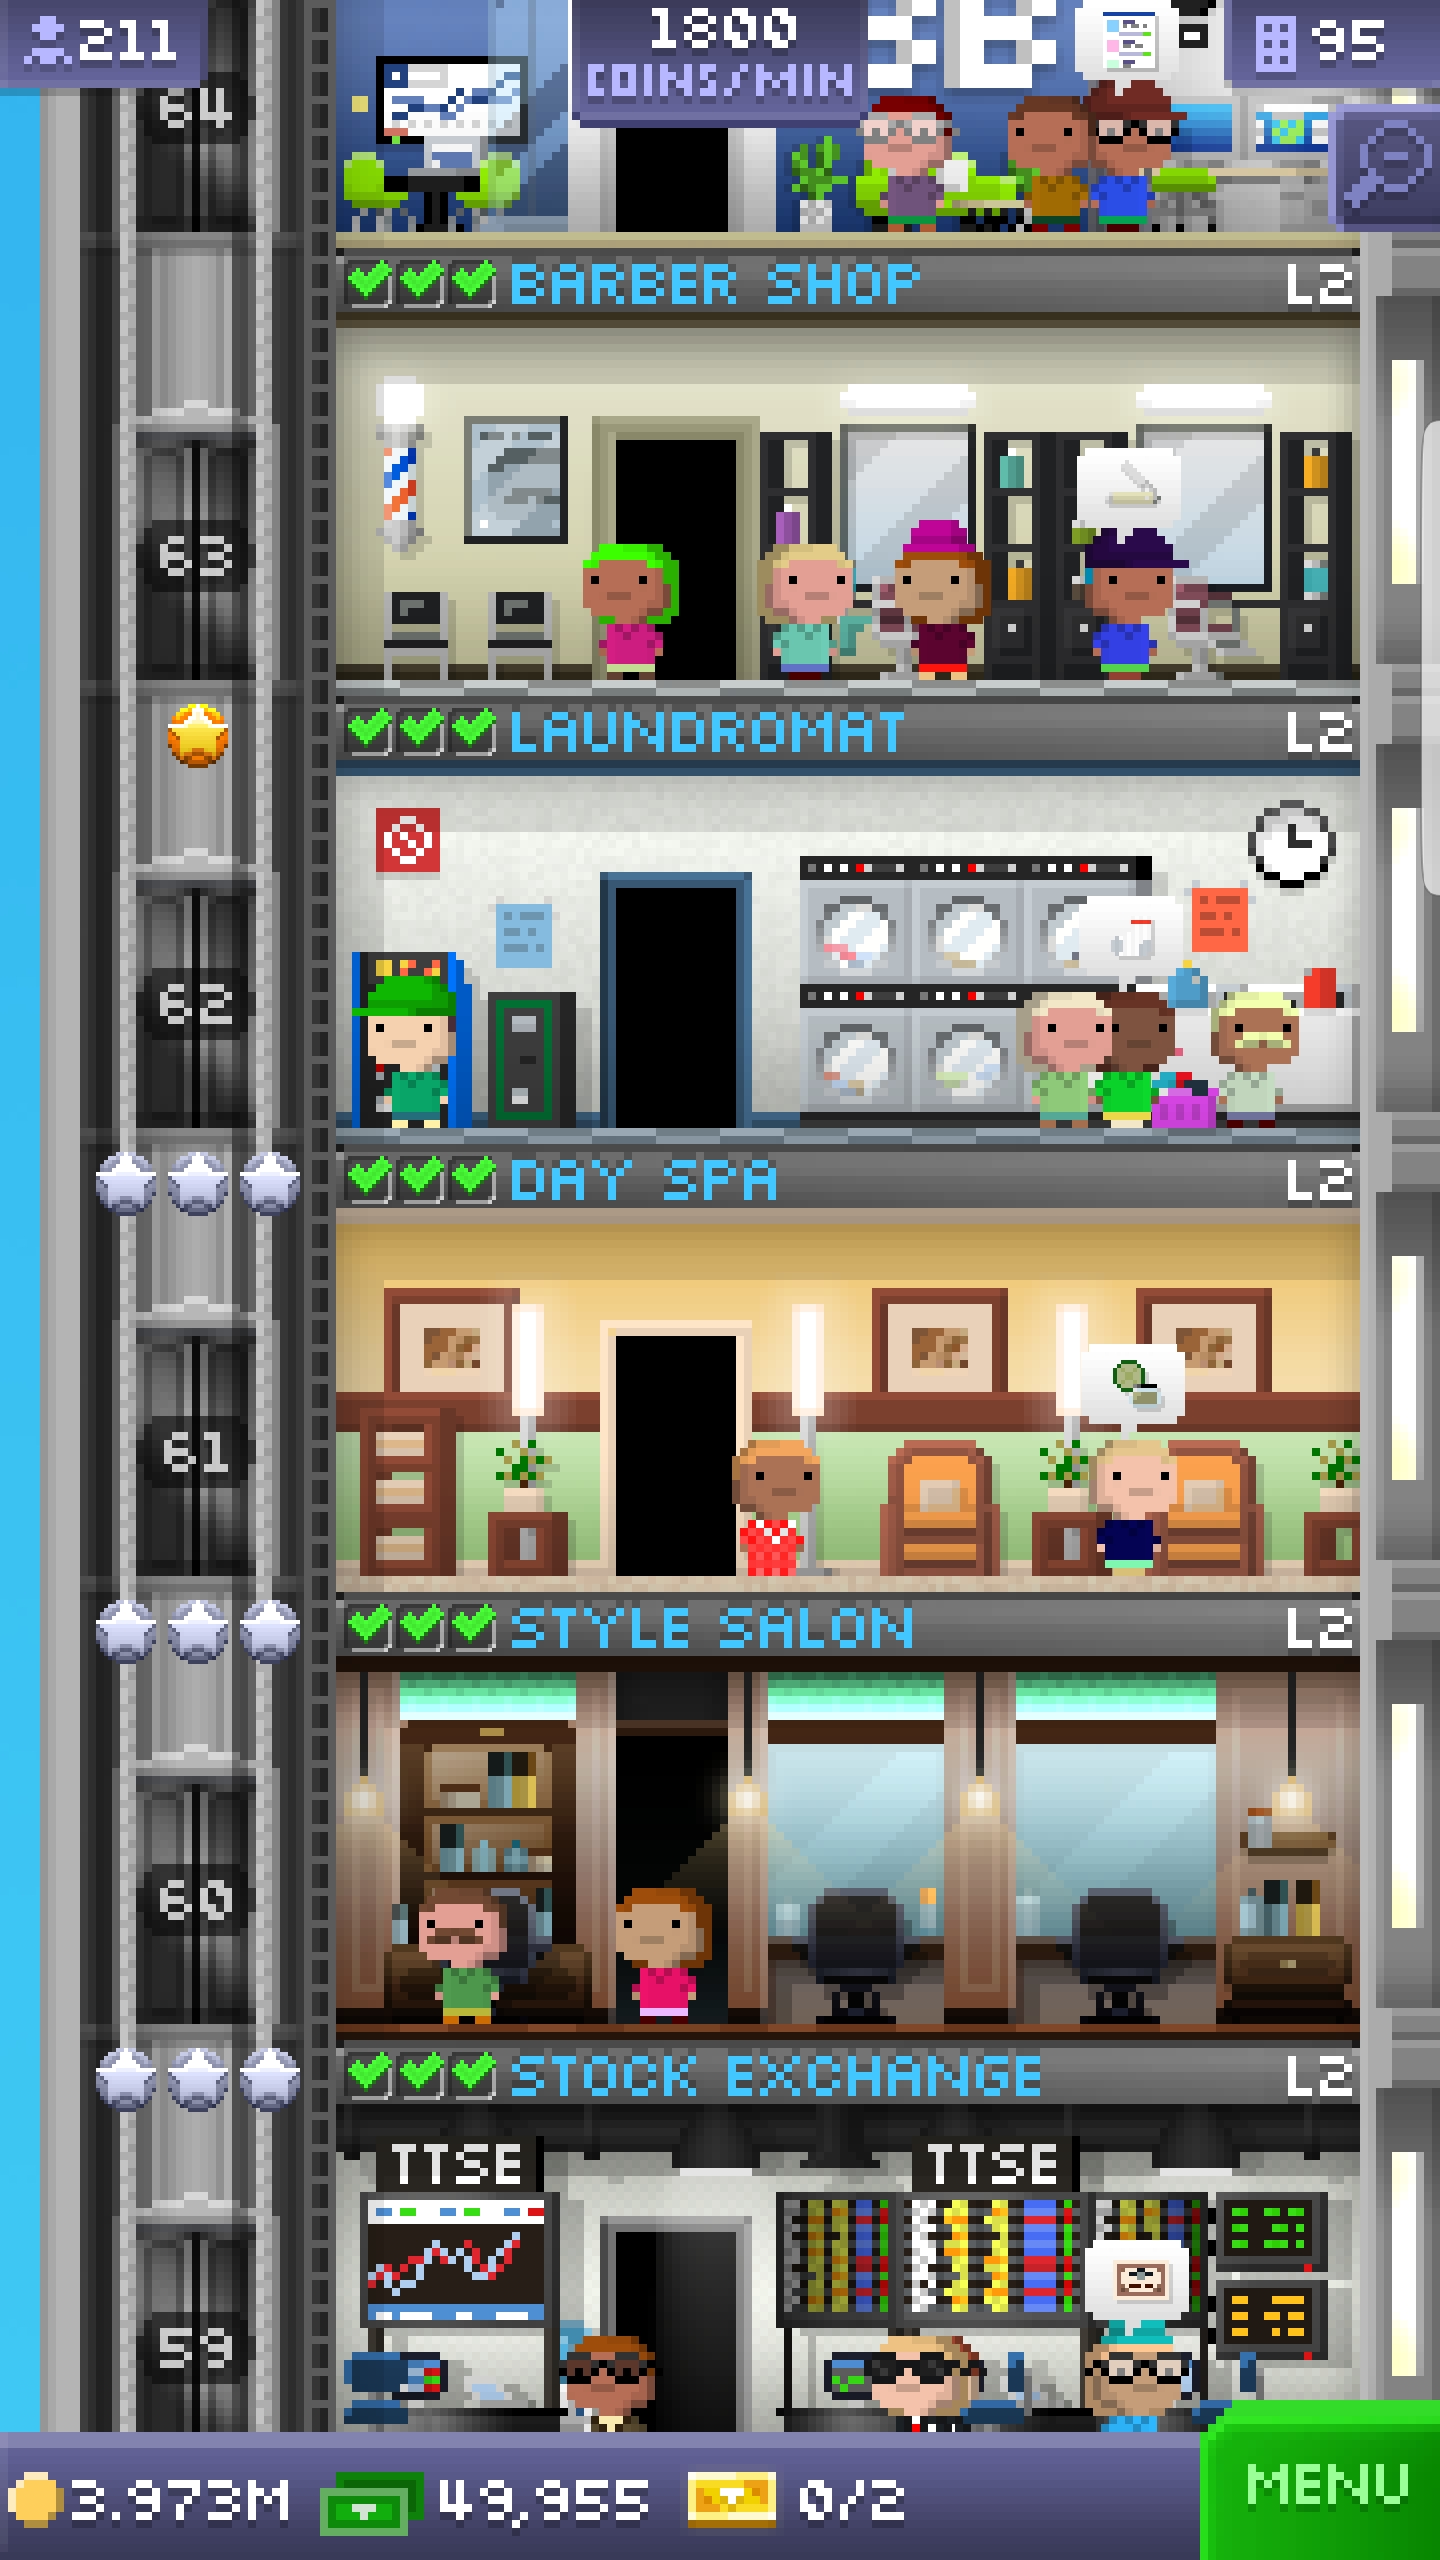 211
1800
COINS/MIN
95
64
BARBER SHOP L2
63
LAUNDROMAT L2
62
DAY SPA L2
61
STYLE SALON L2
60
STOCK EXCHANGE L2
TTSE TTSE
59
3.973M 49,955 0/2 MENU